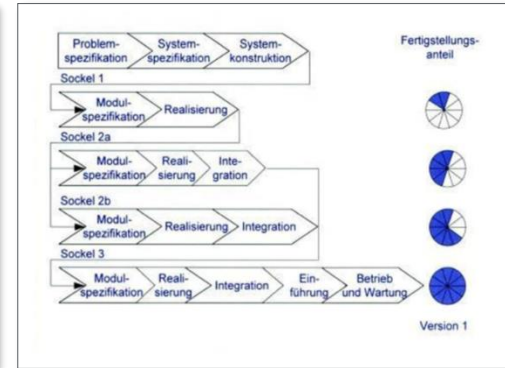 Problem-
spezifikation
System-
spezifikation
System-
konstruktion
Fertigstellungs-
anteil
Sockel 1
Modul-
spezifikation
Realisierung
Sockel 2a
Modul-
spezifikation
Reali-
sierung
Inte-
gration
Sockel 2b
Modul-
spezifikation
Realisierung
Integration
Sockel 3
Modul-
spezifikation
Reali-
sierung
Integration
Ein-
führung
Betrieb
und Wartung
Version 1